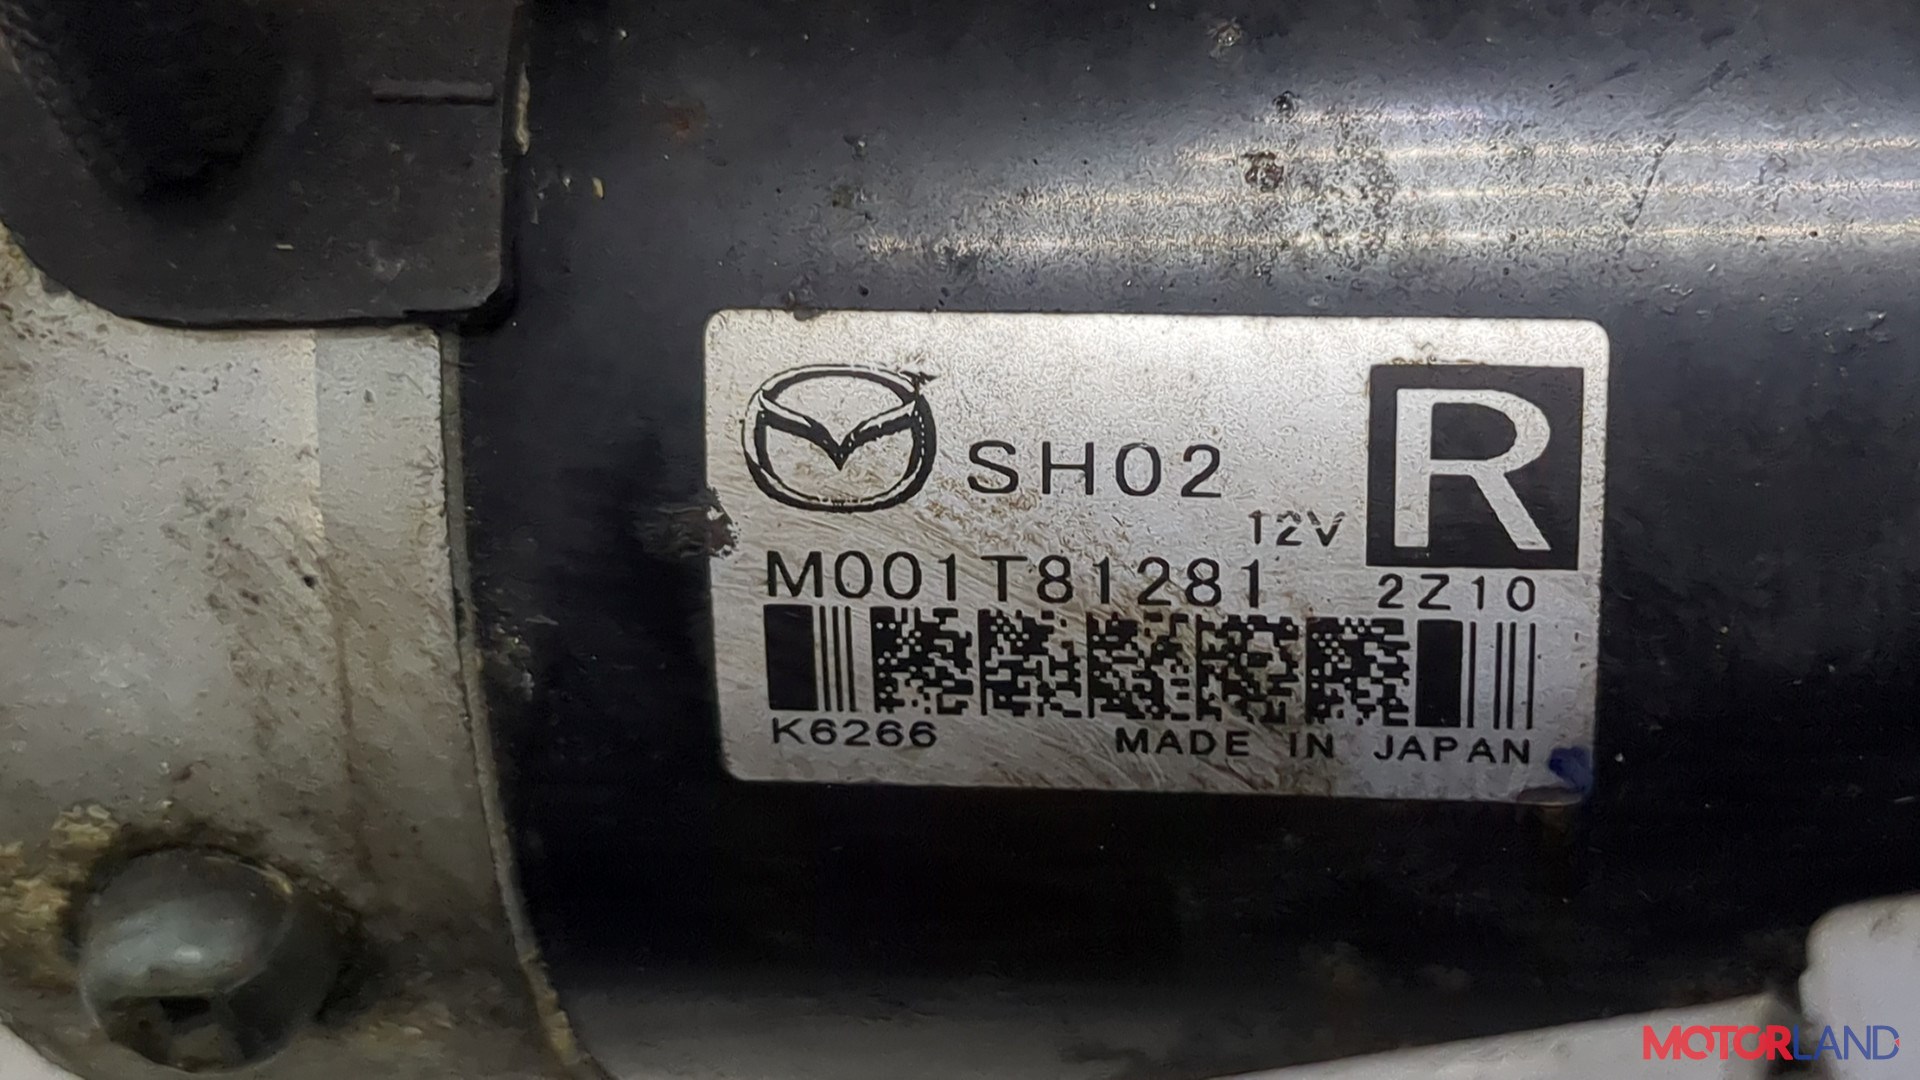 SH02
R
12V
M001T81281
2Z10
K6266
MADE IN JAPAN
MOTORLAND